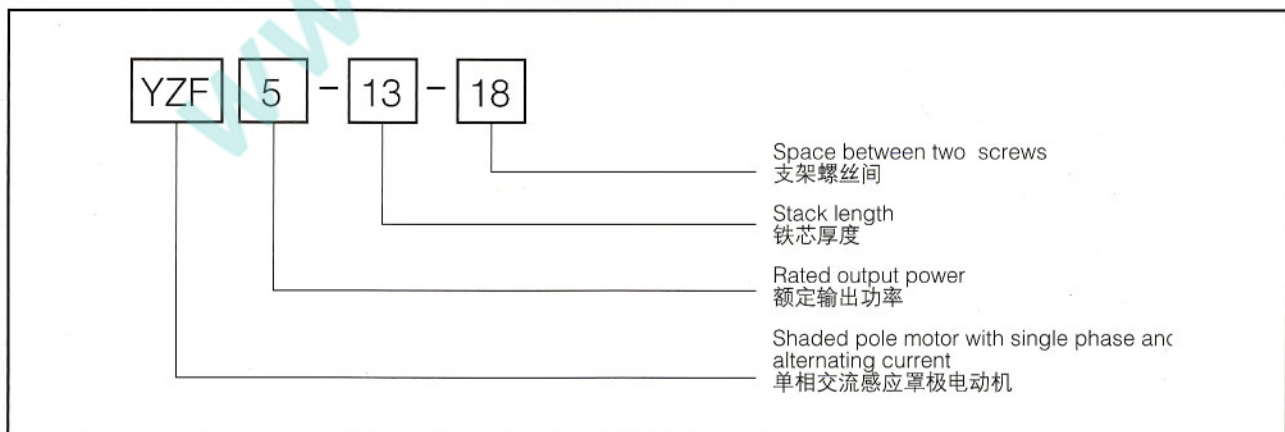 WW
YZF 5 - 13 - 18
Space between two screws
支架螺丝间
Stack length
铁芯厚度
Rated output power
额定输出功率
Shaded pole motor with single phase and
alternating current
单相交流感应罩极电动机